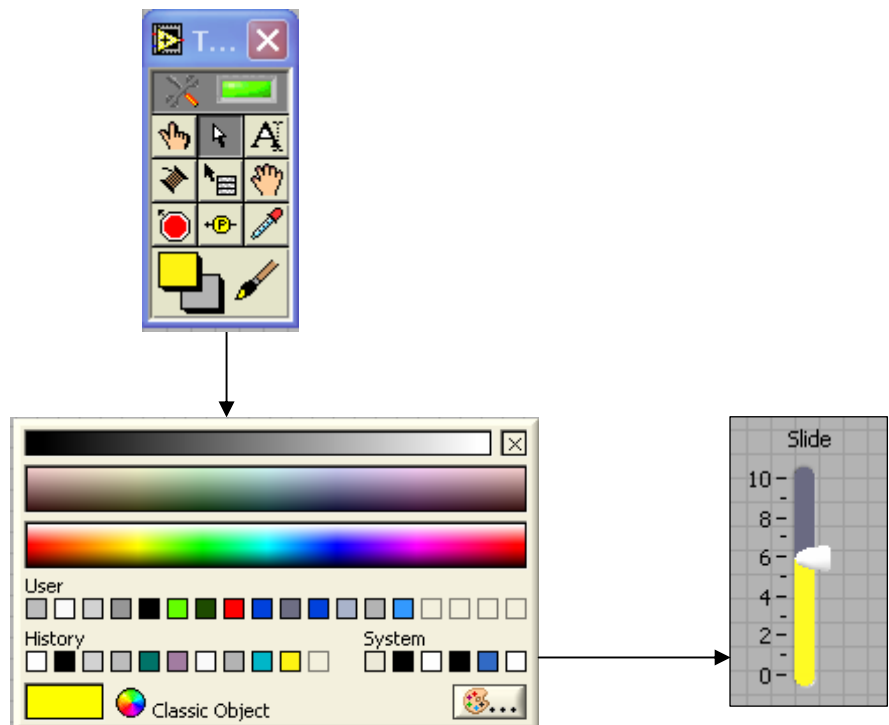 T...
A
P
User
History
System
Classic Object
...
Slide
10
8
6
4
2
0